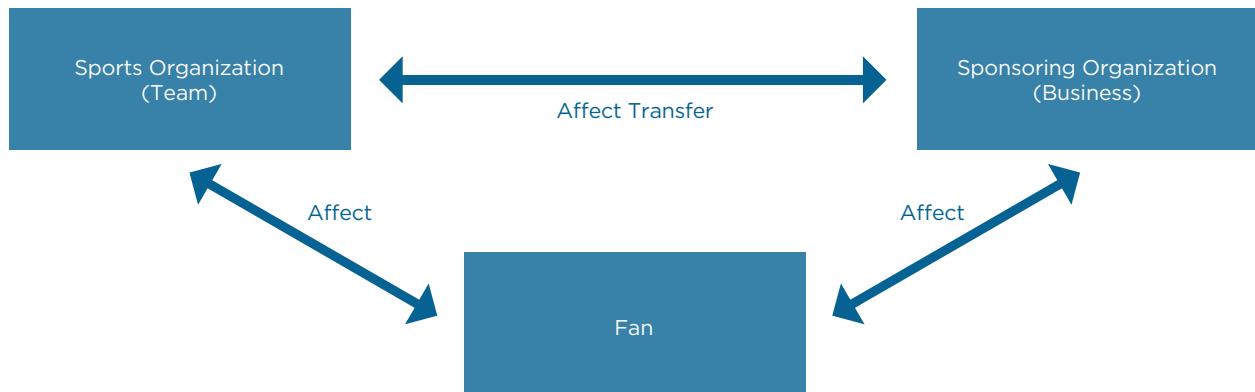 Sports Organization
(Team)
Affect Transfer
Sponsoring Organization
(Business)
Affect
Affect
Fan